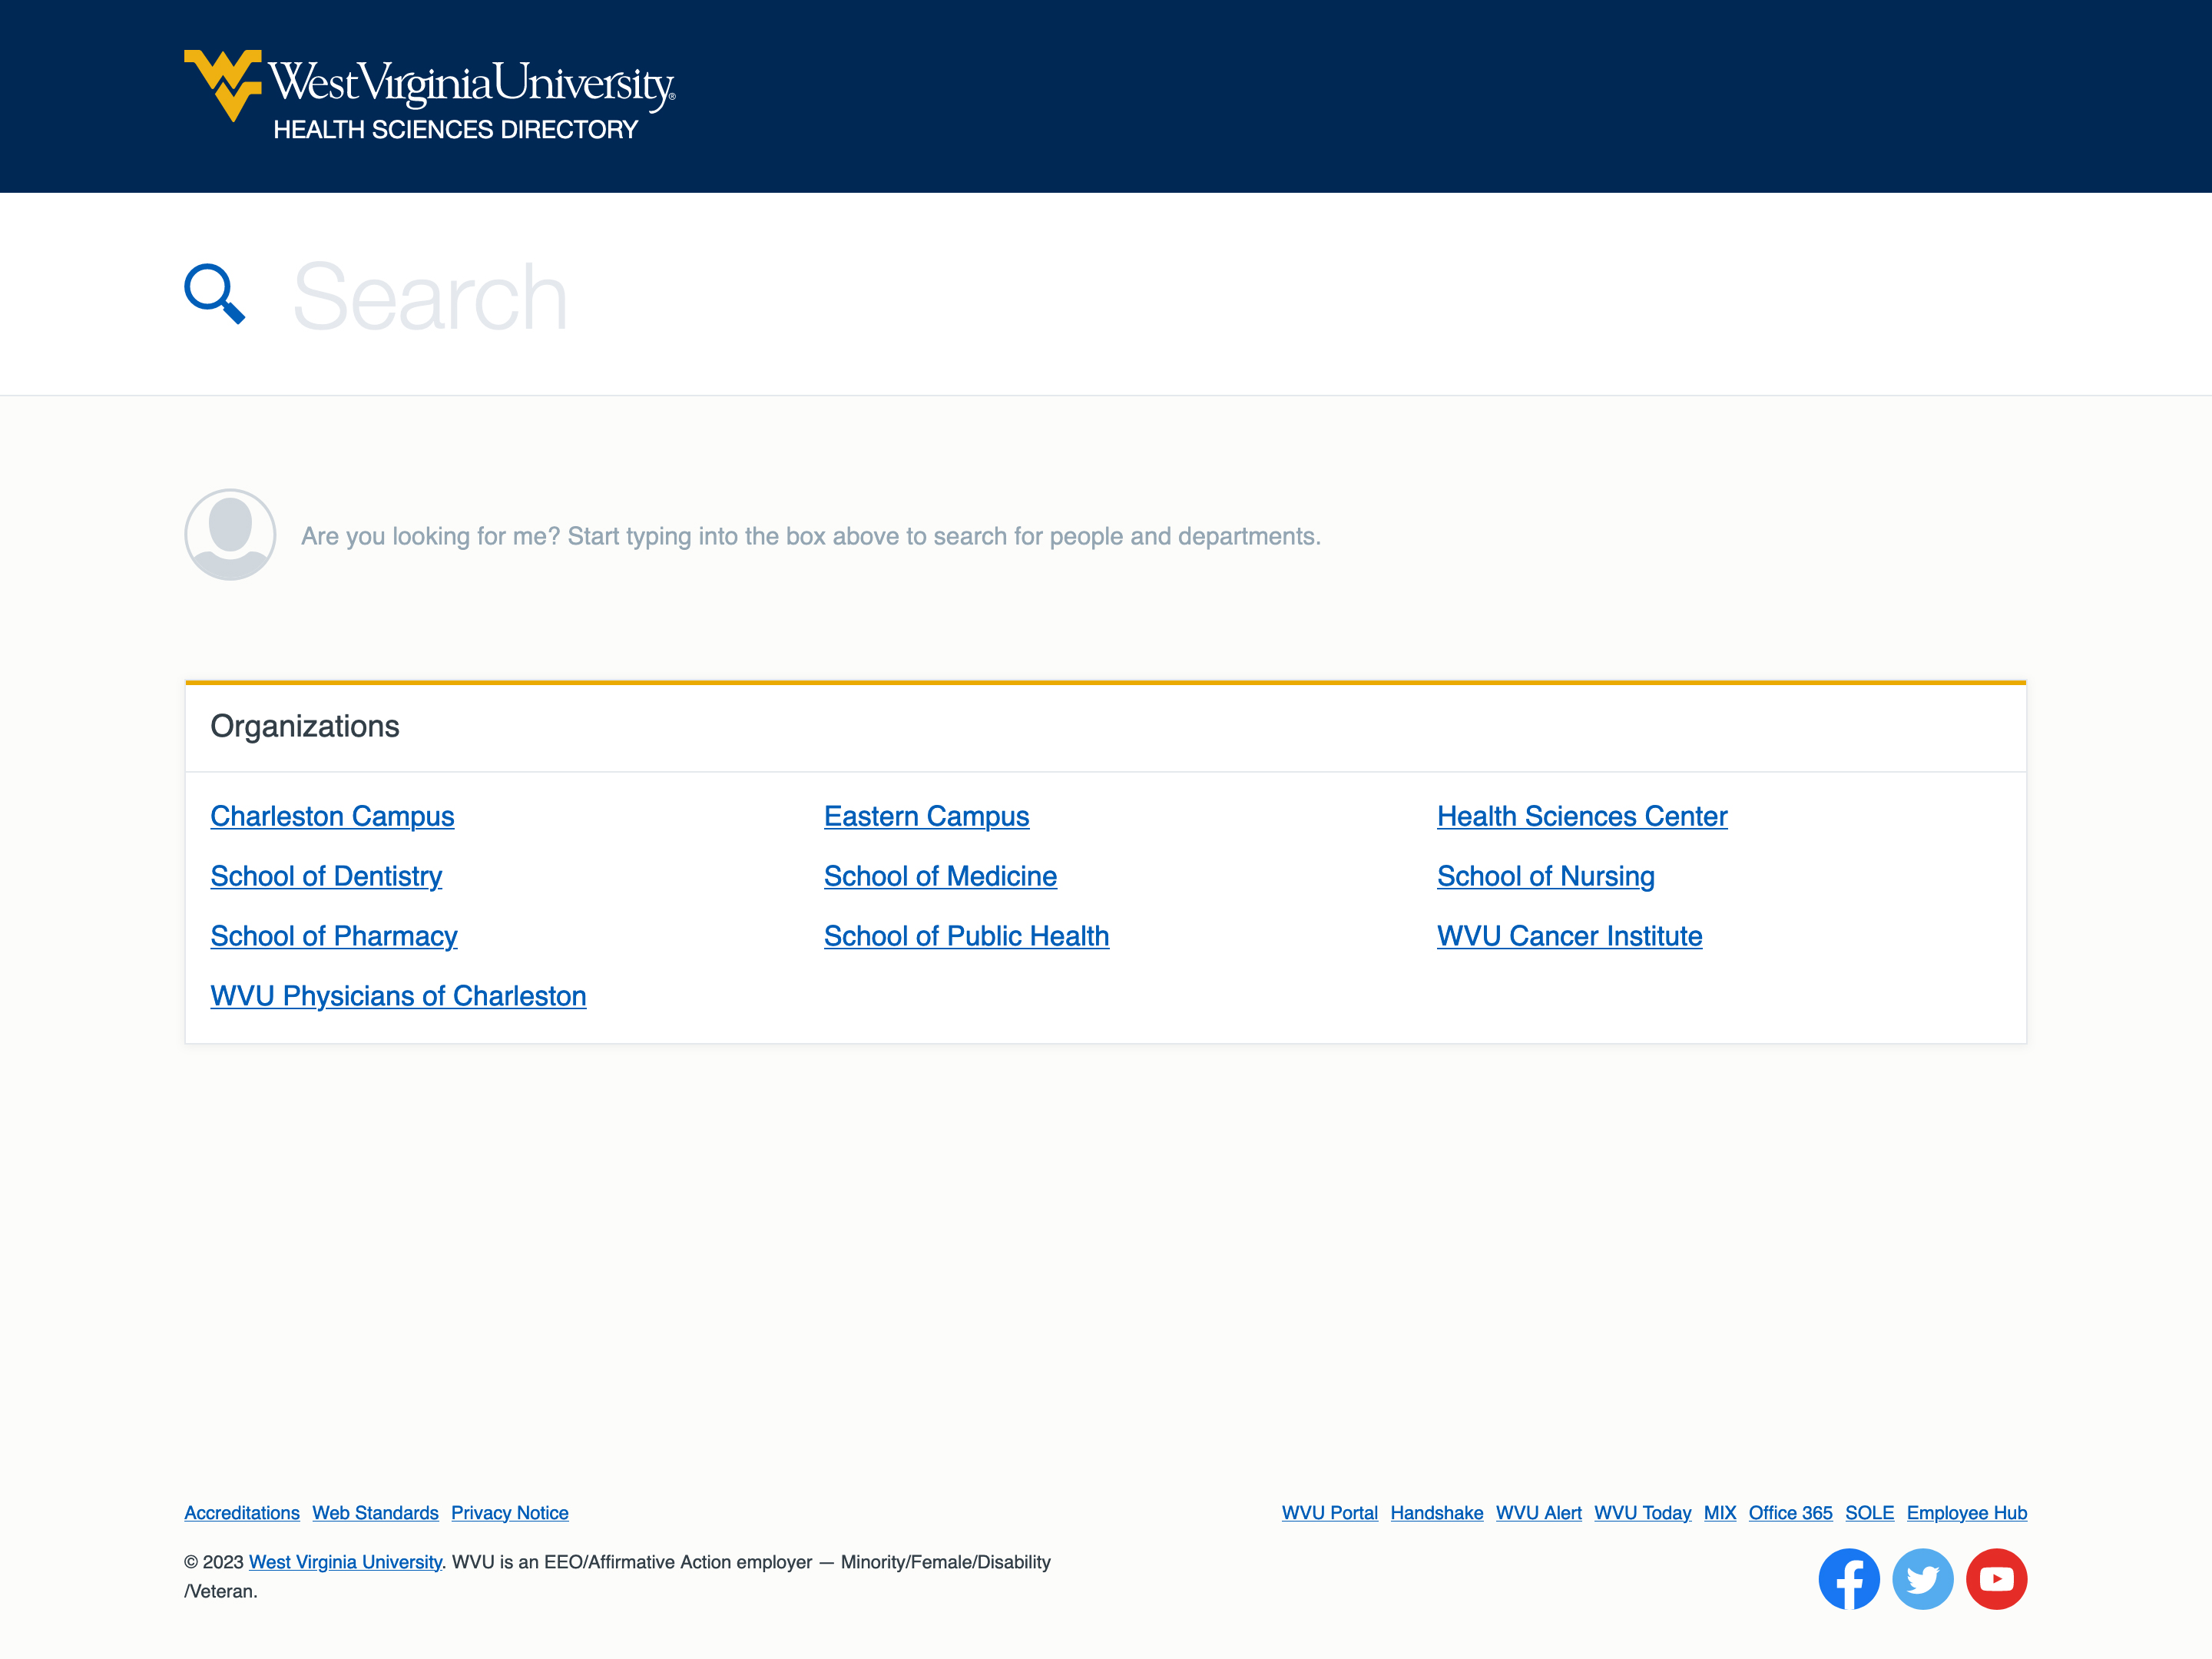 WestVirginiaUniversity®
HEALTH SCIENCES DIRECTORY
Search
Are you looking for me? Start typing into the box above to search for people and departments.
Organizations
Charleston Campus Eastern Campus Health Sciences Center
School of Dentistry School of Medicine School of Nursing
School of Pharmacy School of Public Health WVU Cancer Institute
WVU Physicians of Charleston
Accreditations Web Standards Privacy Notice WVU Portal Handshake WVU Alert WVU Today MIX Office 365 SOLE Employee Hub
© 2023 West Virginia University. WVU is an EEO/Affirmative Action employer — Minority/Female/Disability
/Veteran.